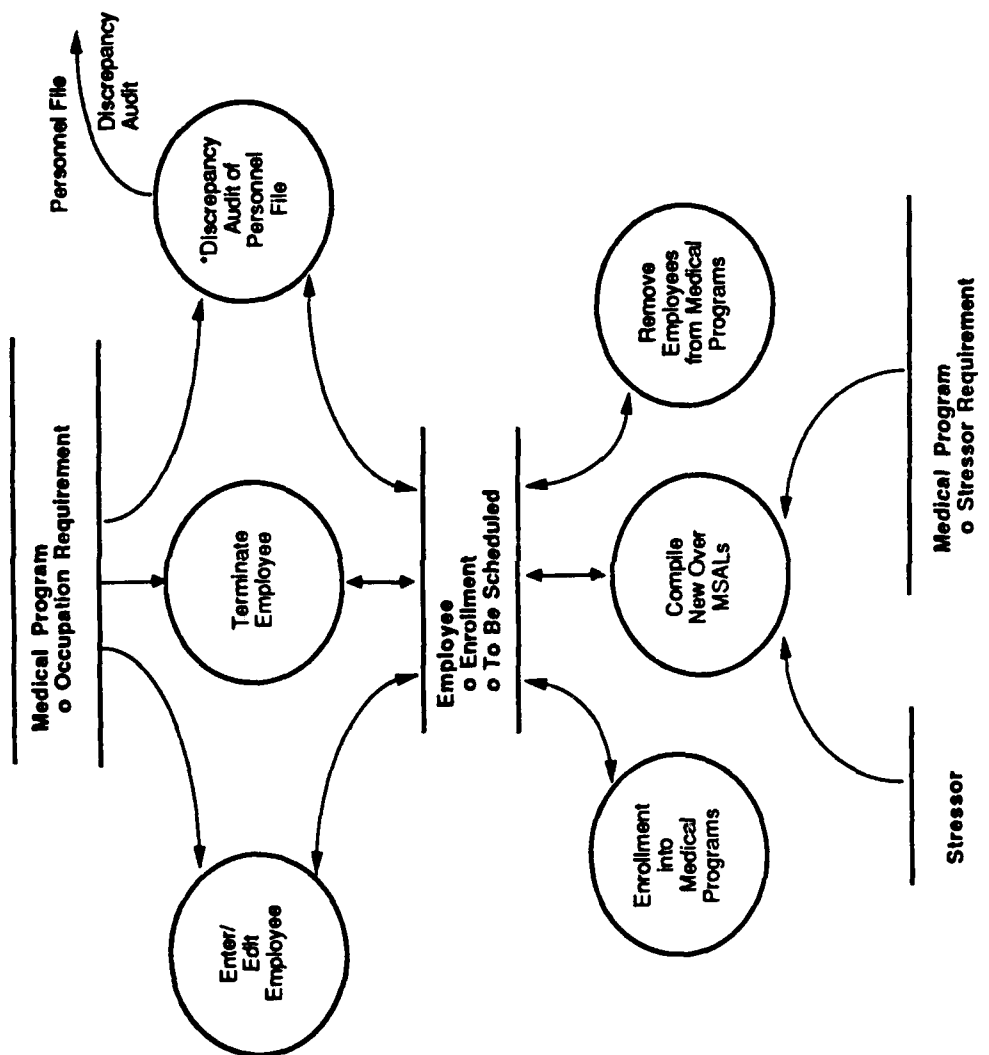 Personnel File
Discrepancy
Audit
Medical Program
o Occupation Requirement
Enter/
Edit
Employee
Terminate
Employee
*Discrepancy
Audit of
Personnel
File
Employee
o Enrollment
o To Be Scheduled
Enrollment
into
Medical
Programs
Compile
New Over
MSALs
Remove
Employees
from Medical
Programs
Stressor
Medical Program
o Stressor Requirement